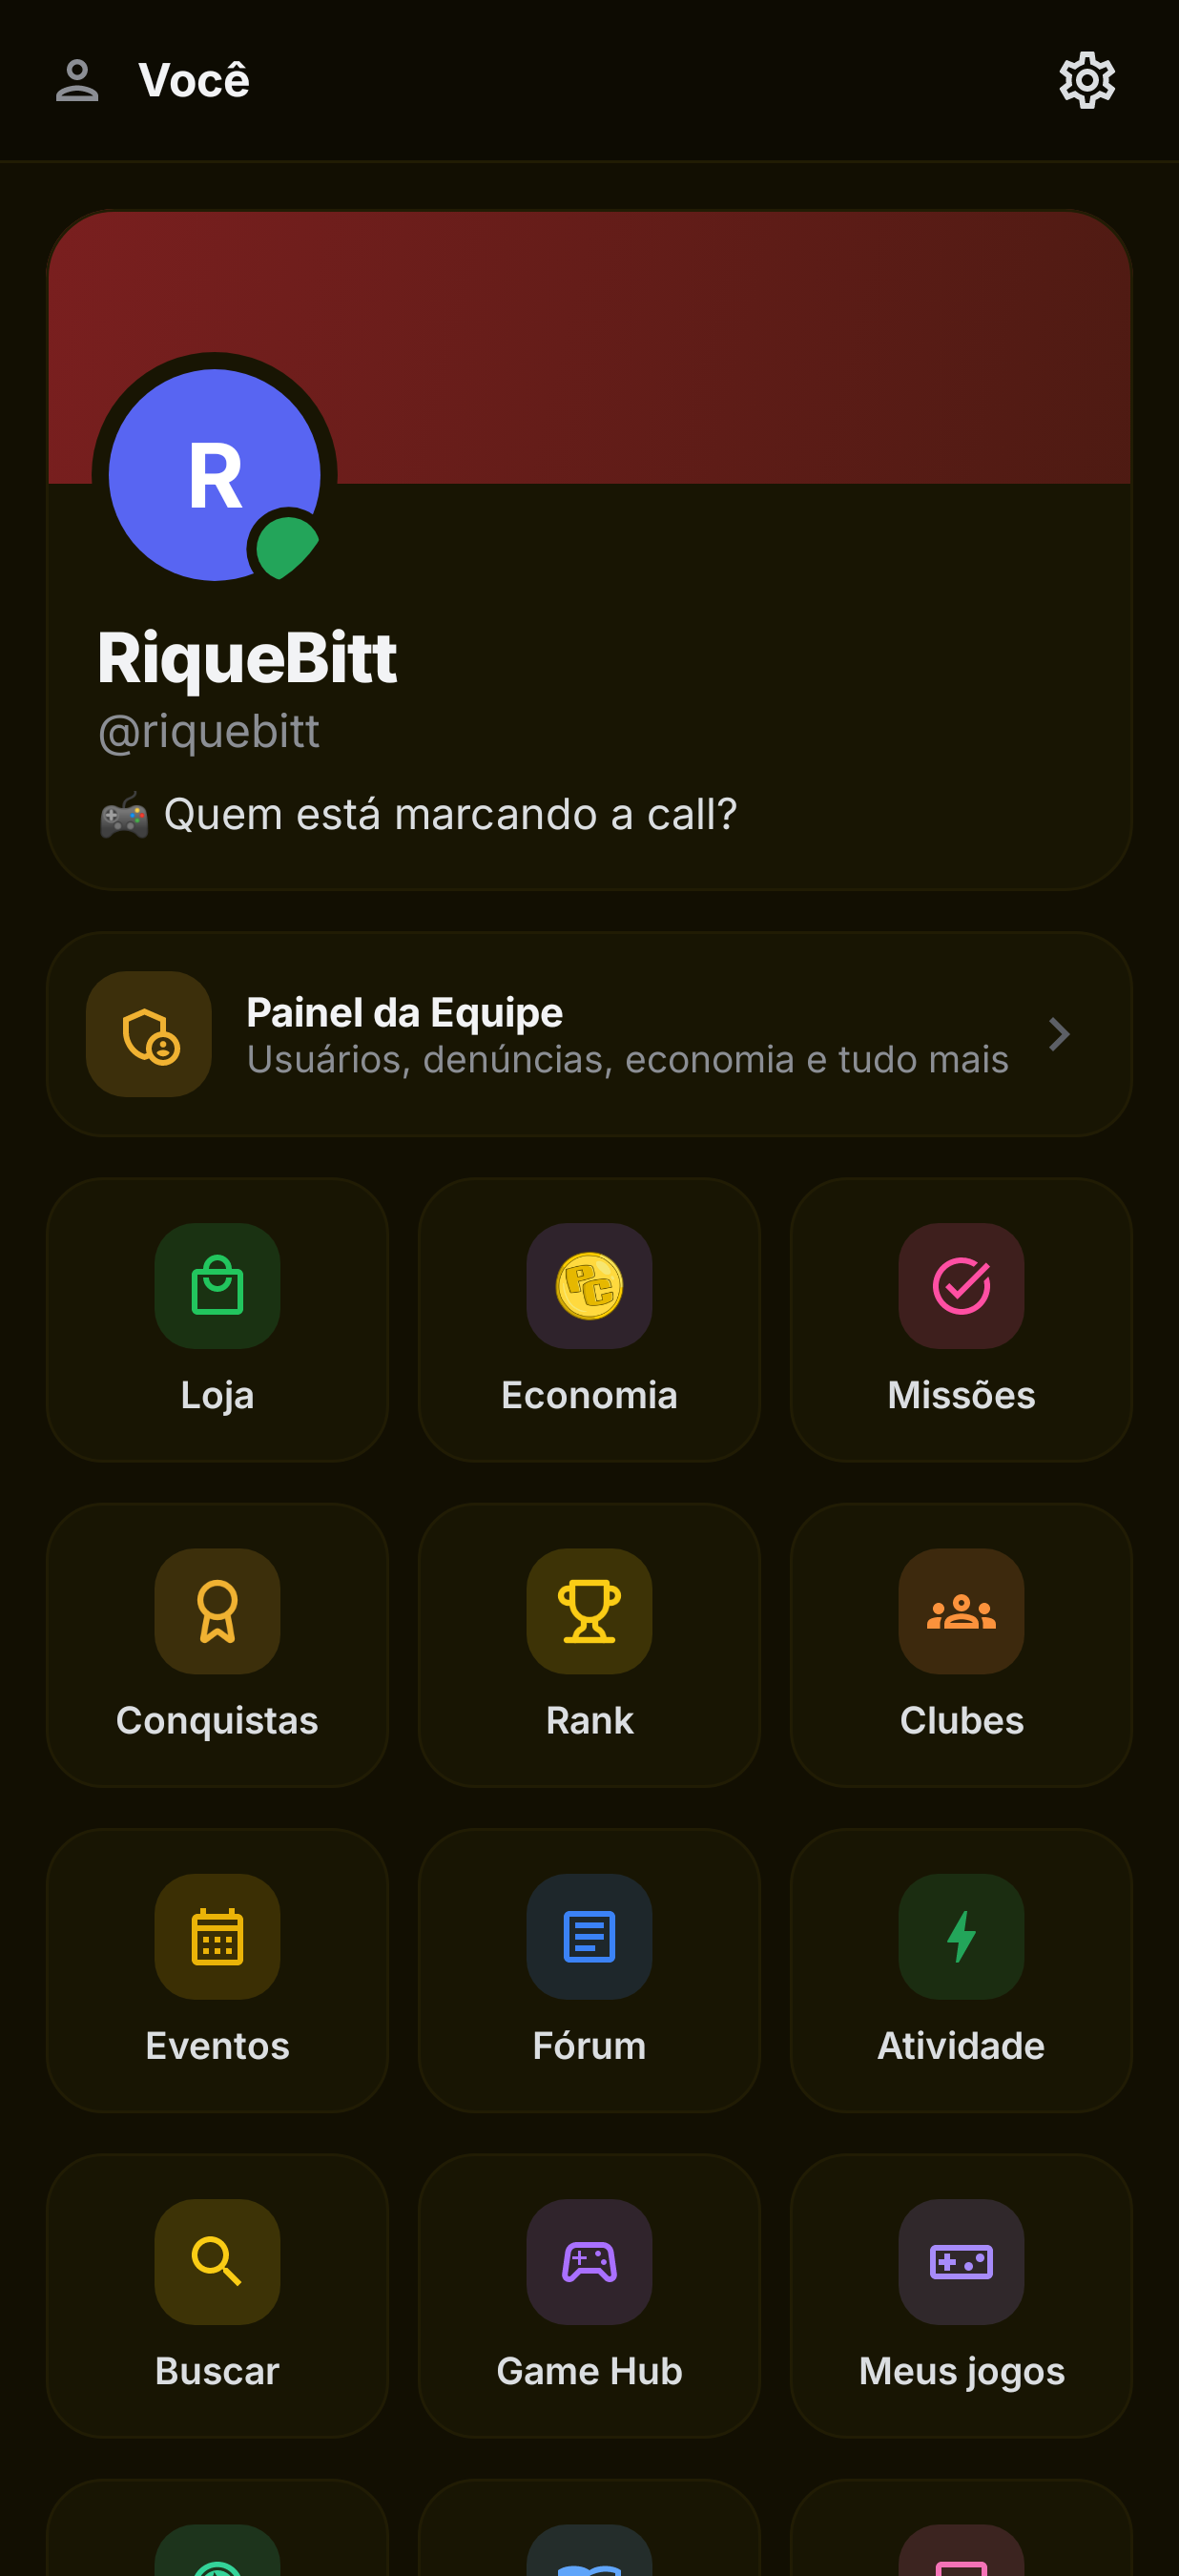 Você
R
RiqueBitt
@riquebitt
🎮 Quem está marcando a call?
Painel da Equipe
Usuários, denúncias, economia e tudo mais
PC
Loja
Economia
Missões
Conquistas
Rank
Clubes
Eventos
Fórum
Atividade
Buscar
Game Hub
Meus jogos